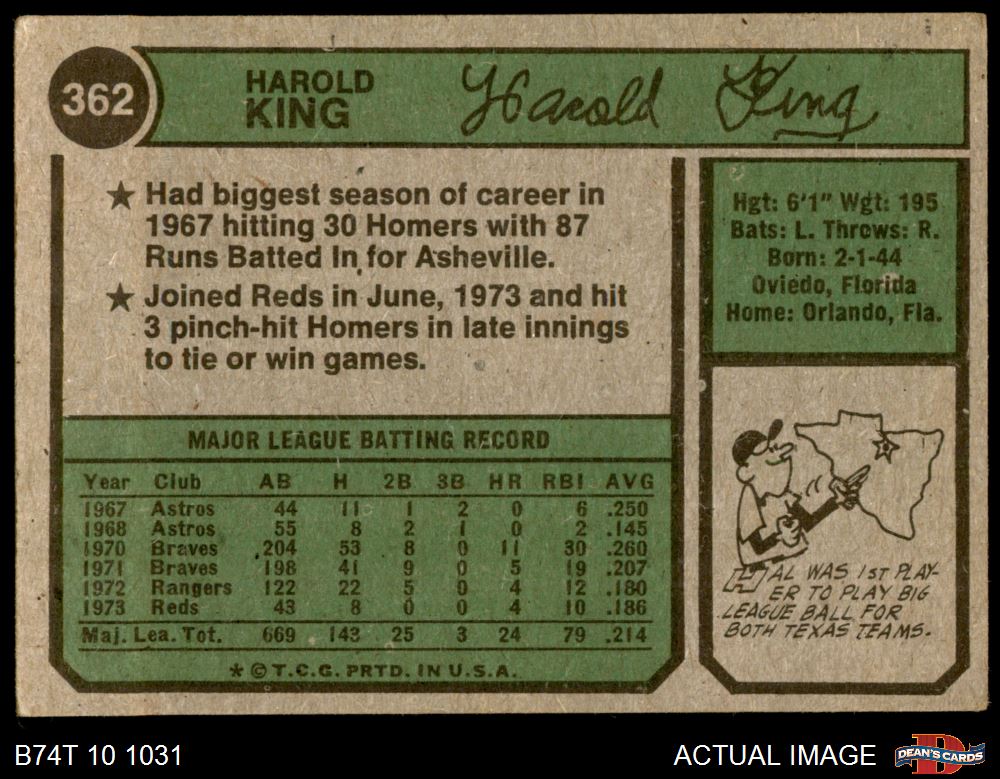 362
HAROLD
KING
Harold King
★ Had biggest season of career in
1967 hitting 30 Homers with 87
Runs Batted In for Asheville.
★ Joined Reds in June, 1973 and hit
3 pinch-hit Homers in late innings
to tie or win games.
Hgt: 6'1" Wgt: 195
Bats: L. Throws: R.
Born: 2-1-44
Oviedo, Florida
Home: Orlando, Fla.
MAJOR LEAGUE BATTING RECORD
Year Club AB H 2B 3B HR RBI AVG
1967 Astros 44 11 1 2 0 6 .250
1968 Astros 55 8 2 1 0 2 .145
1970 Braves 204 53 8 0 11 30 .260
1971 Braves 198 41 9 0 5 19 .207
1972 Rangers 122 22 5 0 4 12 .180
1973 Reds 43 8 0 0 4 10 .186
Maj. Lea. Tot. 669 143 25 3 24 79 .214
* © T.C.G. PRTD. IN U.S.A.
HAL WAS 1ST PLAY-
ER TO PLAY BIG
LEAGUE BALL FOR
BOTH TEXAS TEAMS.
B74T 10 1031
ACTUAL IMAGE
D
DEAN'S CARDS